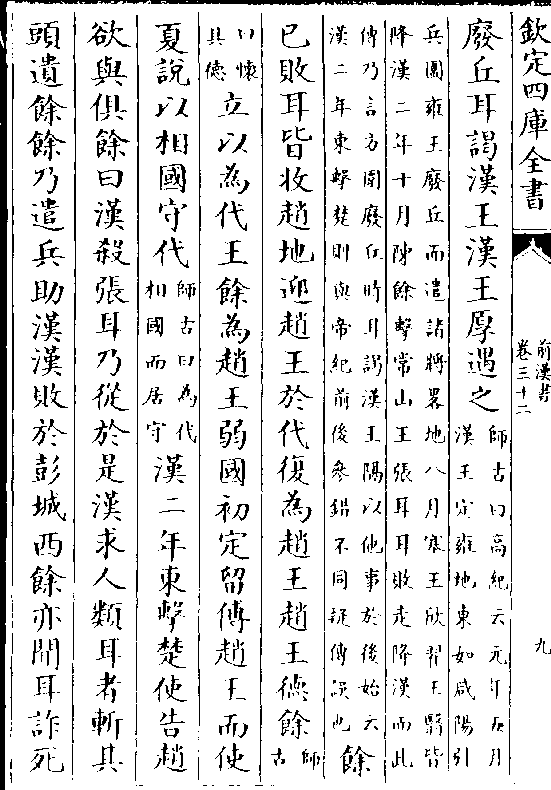 欽定四庫全書
前漢書
卷三十二
九
廢丘耳謁漢王漢王厚遇之師古曰高紀云元年五月漢王定雍地東如咸陽引
兵圍雍王廢丘而遣諸將畧地八月塞王欣翟王翳皆降漢二年十月陳餘擊常山王張耳耳敗走降漢而此
傳乃言方圍廢丘時耳謁漢王隔以他事於後始云漢二年東擊楚則與帝紀前後參錯不同疑傳誤也餘
已敗耳皆收趙地迎趙王於代復為趙王趙王德餘師古
曰懷其德立以為代王餘為趙王弱國初定留傅趙王而使
夏說以相國守代師古曰為代相國而居守漢二年東擊楚使告趙
欲與俱餘曰漢殺張耳乃從於是漢求人類耳者斬其
頭遺餘餘乃遣兵助漢漢敗於彭城西餘亦聞耳詐死